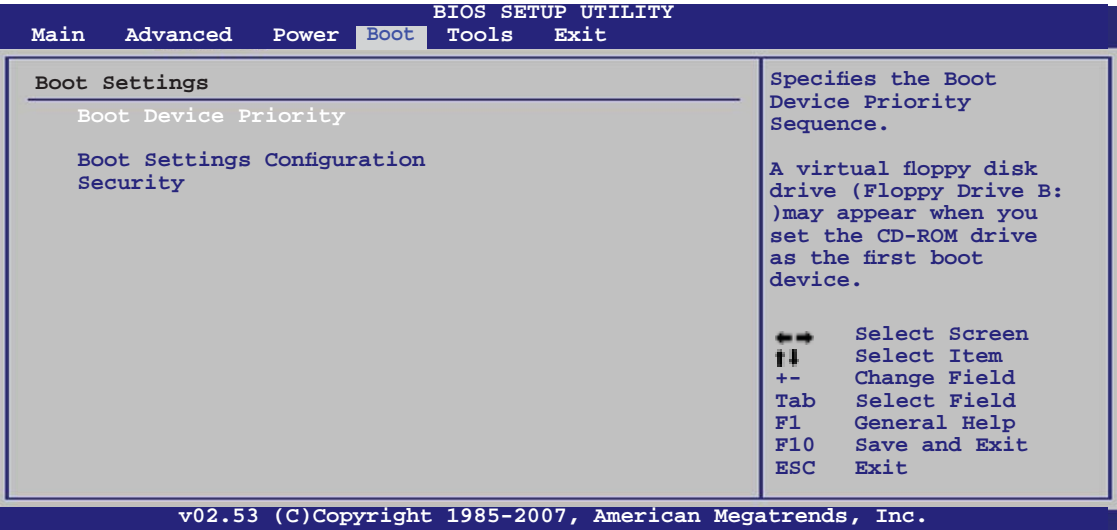 BIOS SETUP UTILITY
Main Advanced Power Boot Tools Exit
Boot Settings
Boot Device Priority
Boot Settings Configuration
Security
Specifies the Boot
Device Priority
Sequence.
A virtual floppy disk
drive (Floppy Drive B:
)may appear when you
set the CD-ROM drive
as the first boot
device.
←→ Select Screen
↑↓ Select Item
+- Change Field
Tab Select Field
F1 General Help
F10 Save and Exit
ESC Exit
v02.53 (C)Copyright 1985-2007, American Megatrends, Inc.